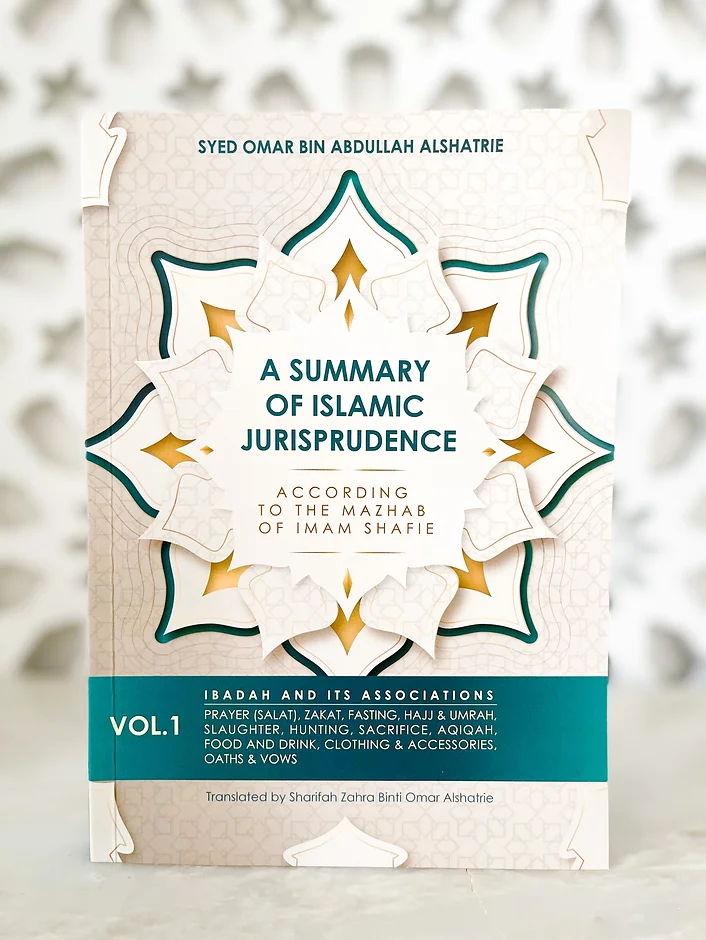 SYED OMAR BIN ABDULLAH ALSHATRIE
A SUMMARY
OF ISLAMIC
JURISPRUDENCE
ACCORDING
TO THE MAZHAB
OF IMAM SHAFIE
VOL.1
IBADAH AND ITS ASSOCIATIONS
PRAYER (SALAT), ZAKAT, FASTING, HAJJ & UMRAH,
SLAUGHTER, HUNTING, SACRIFICE, AQIQAH,
FOOD AND DRINK, CLOTHING & ACCESSORIES,
OATHS & VOWS
Translated by Sharifah Zahra Binti Omar Alshatrie